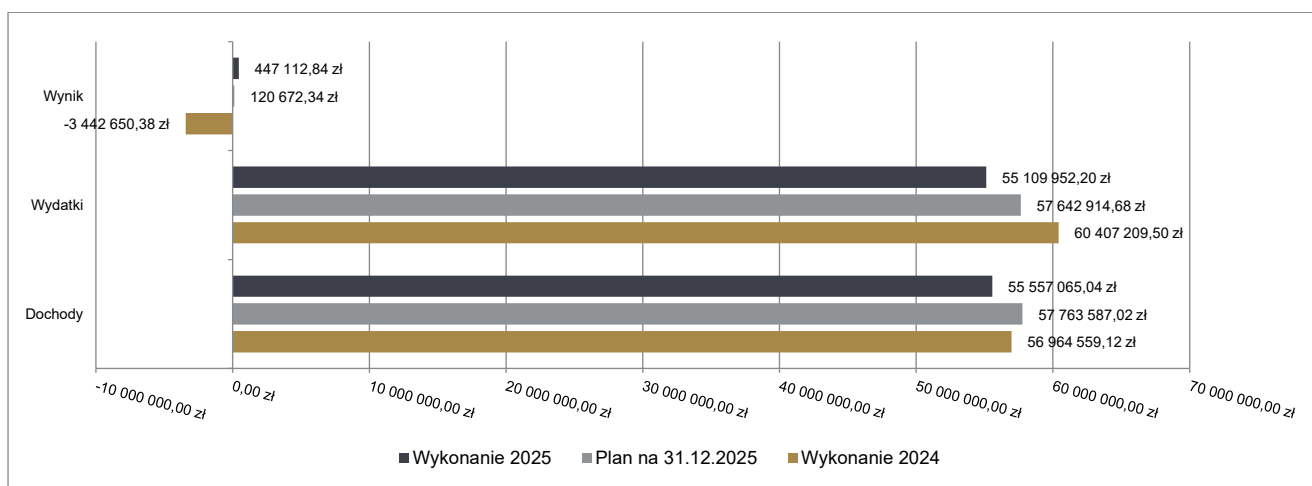 447 112,84 zł
Wynik
120 672,34 zł
-3 442 650,38 zł
55 109 952,20 zł
Wydatki
57 642 914,68 zł
60 407 209,50 zł
55 557 065,04 zł
Dochody
57 763 587,02 zł
56 964 559,12 zł
-10 000 000,00 zł 0,00 zł 10 000 000,00 zł 20 000 000,00 zł 30 000 000,00 zł 40 000 000,00 zł 50 000 000,00 zł 60 000 000,00 zł 70 000 000,00 zł
Wykonanie 2025 Plan na 31.12.2025 Wykonanie 2024